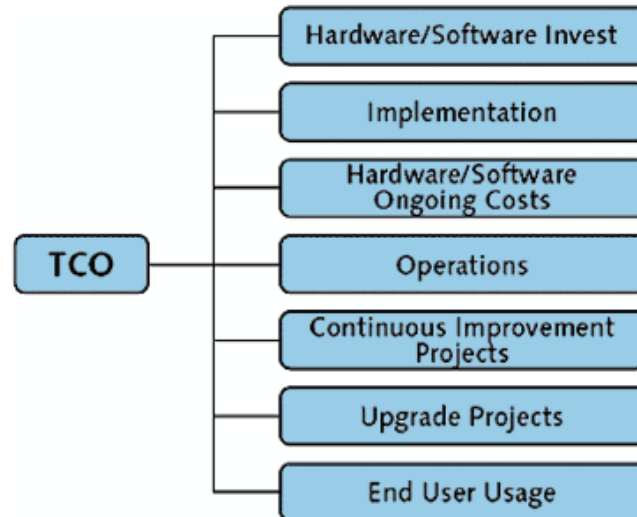 Hardware/Software Invest
Implementation
Hardware/Software
Ongoing Costs
TCO
Operations
Continuous Improvement
Projects
Upgrade Projects
End User Usage